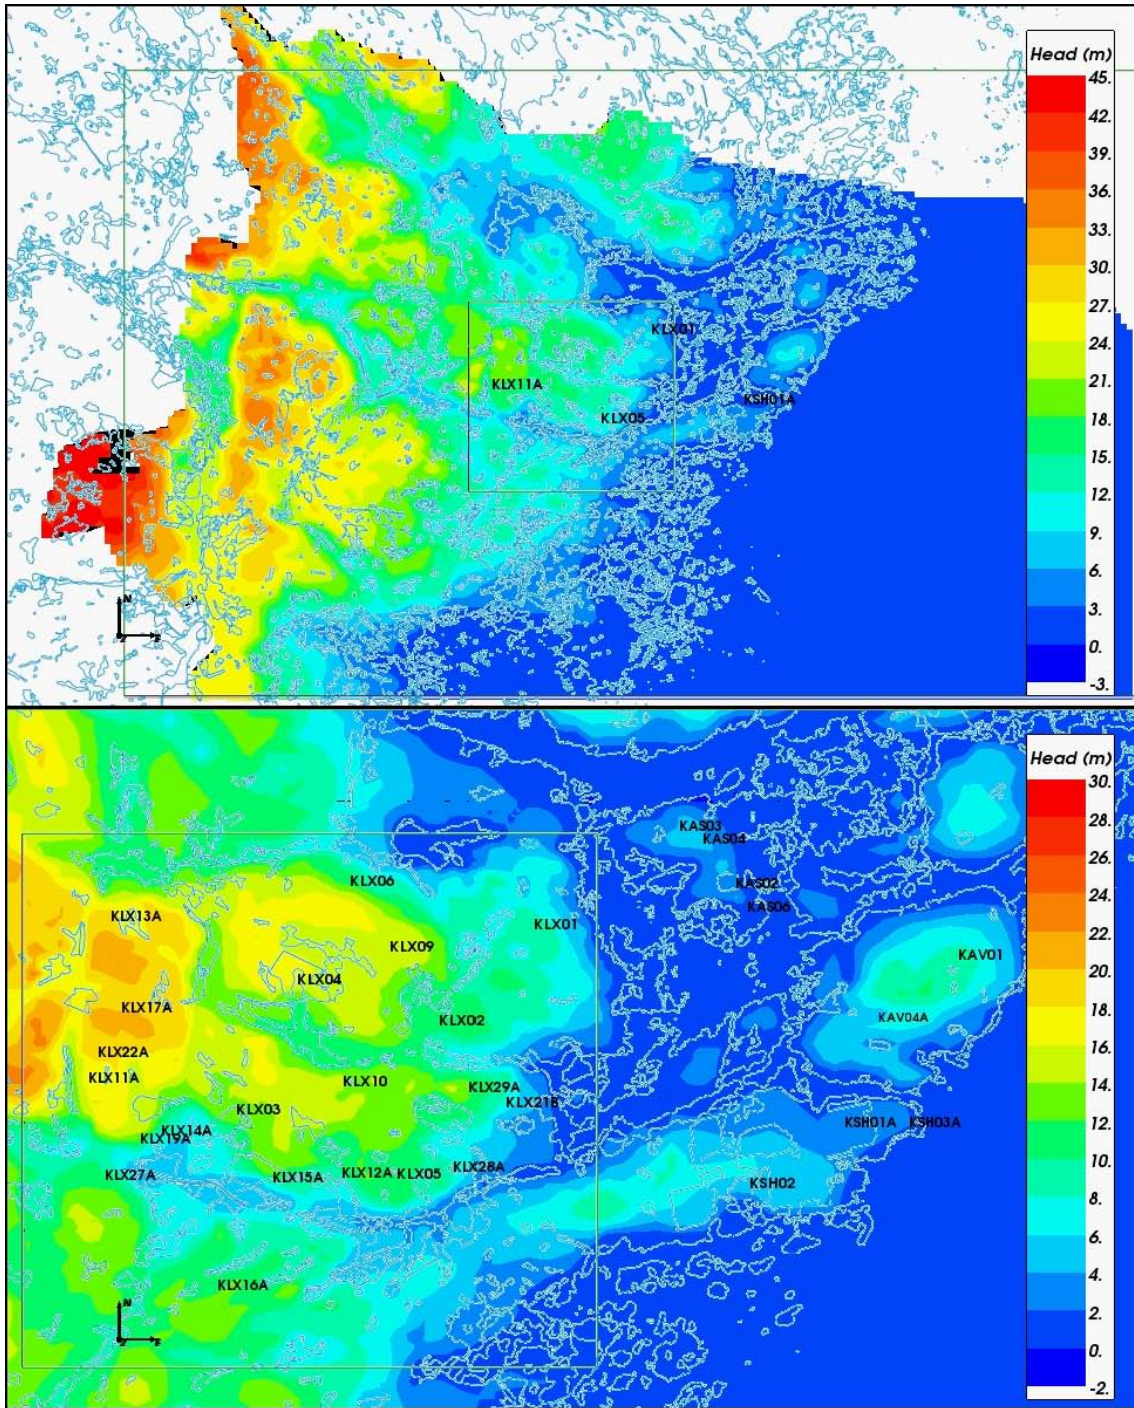 Head (m)
45.
42.
39.
36.
33.
30.
27.
24.
21.
18.
15.
12.
9.
6.
3.
0.
-3.
KLX01
KLX11A
KSH01A
KLX05
N
Head (m)
30.
28.
26.
24.
22.
20.
18.
16.
14.
12.
10.
8.
6.
4.
2.
0.
-2.
KAS03
KAS04
KLX06
KAS02
KAS06
KLX13A
KLX01
KLX09
KAV01
KLX04
KLX17A
KLX02
KAV04A
KLX22A
KLX11A
KLX10
KLX29A
KLX21B
KLX03
KSH01A
KSH03A
KLX14A
KLX19A
KLX27A
KLX15A
KLX12A
KLX05
KLX28A
KSH02
KLX16A
N